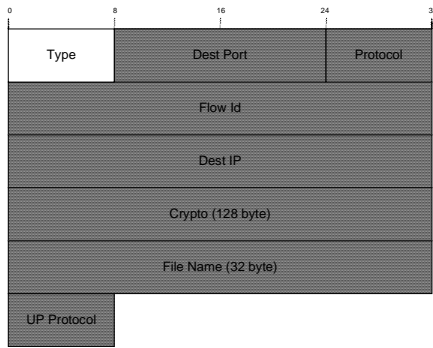 0 8 16 24 3
Type Dest Port Protocol
Flow Id
Dest IP
Crypto (128 byte)
File Name (32 byte)
UP Protocol